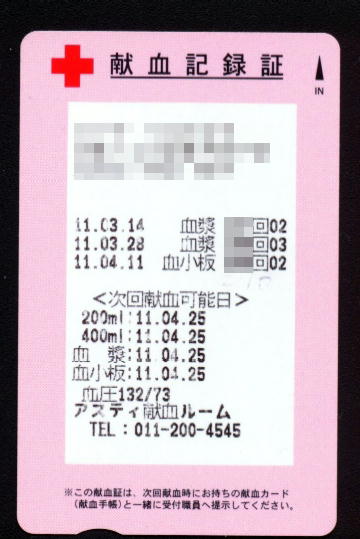 献血記録証
IN
11.03.14 血漿 回02
11.03.28 血漿 回03
11.04.11 血小板 回02
＜次回献血可能日＞
200ml:11.04.25
400ml:11.04.25
血　漿:11.04.25
血小板:11.04.25
血圧132/73
アスティ献血ルーム
TEL：011-200-4545
※この献血証は、次回献血時にお持ちの献血カード
（献血手帳）と一緒に受付職員へ提示してください。